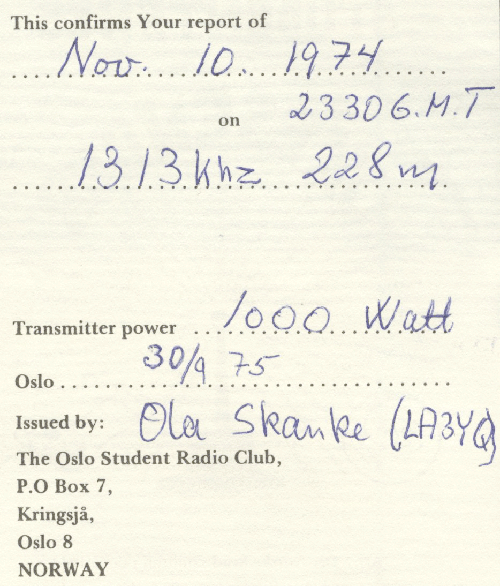 This confirms Your report of
Nov. 10. 1974
on 2330 G.M.T
1313 khz 228 m
Transmitter power 1000 Watt
Oslo 30/9 75
Issued by: Ola Skanke (LA3YQ)
The Oslo Student Radio Club,
P.O Box 7,
Kringsjå,
Oslo 8
NORWAY